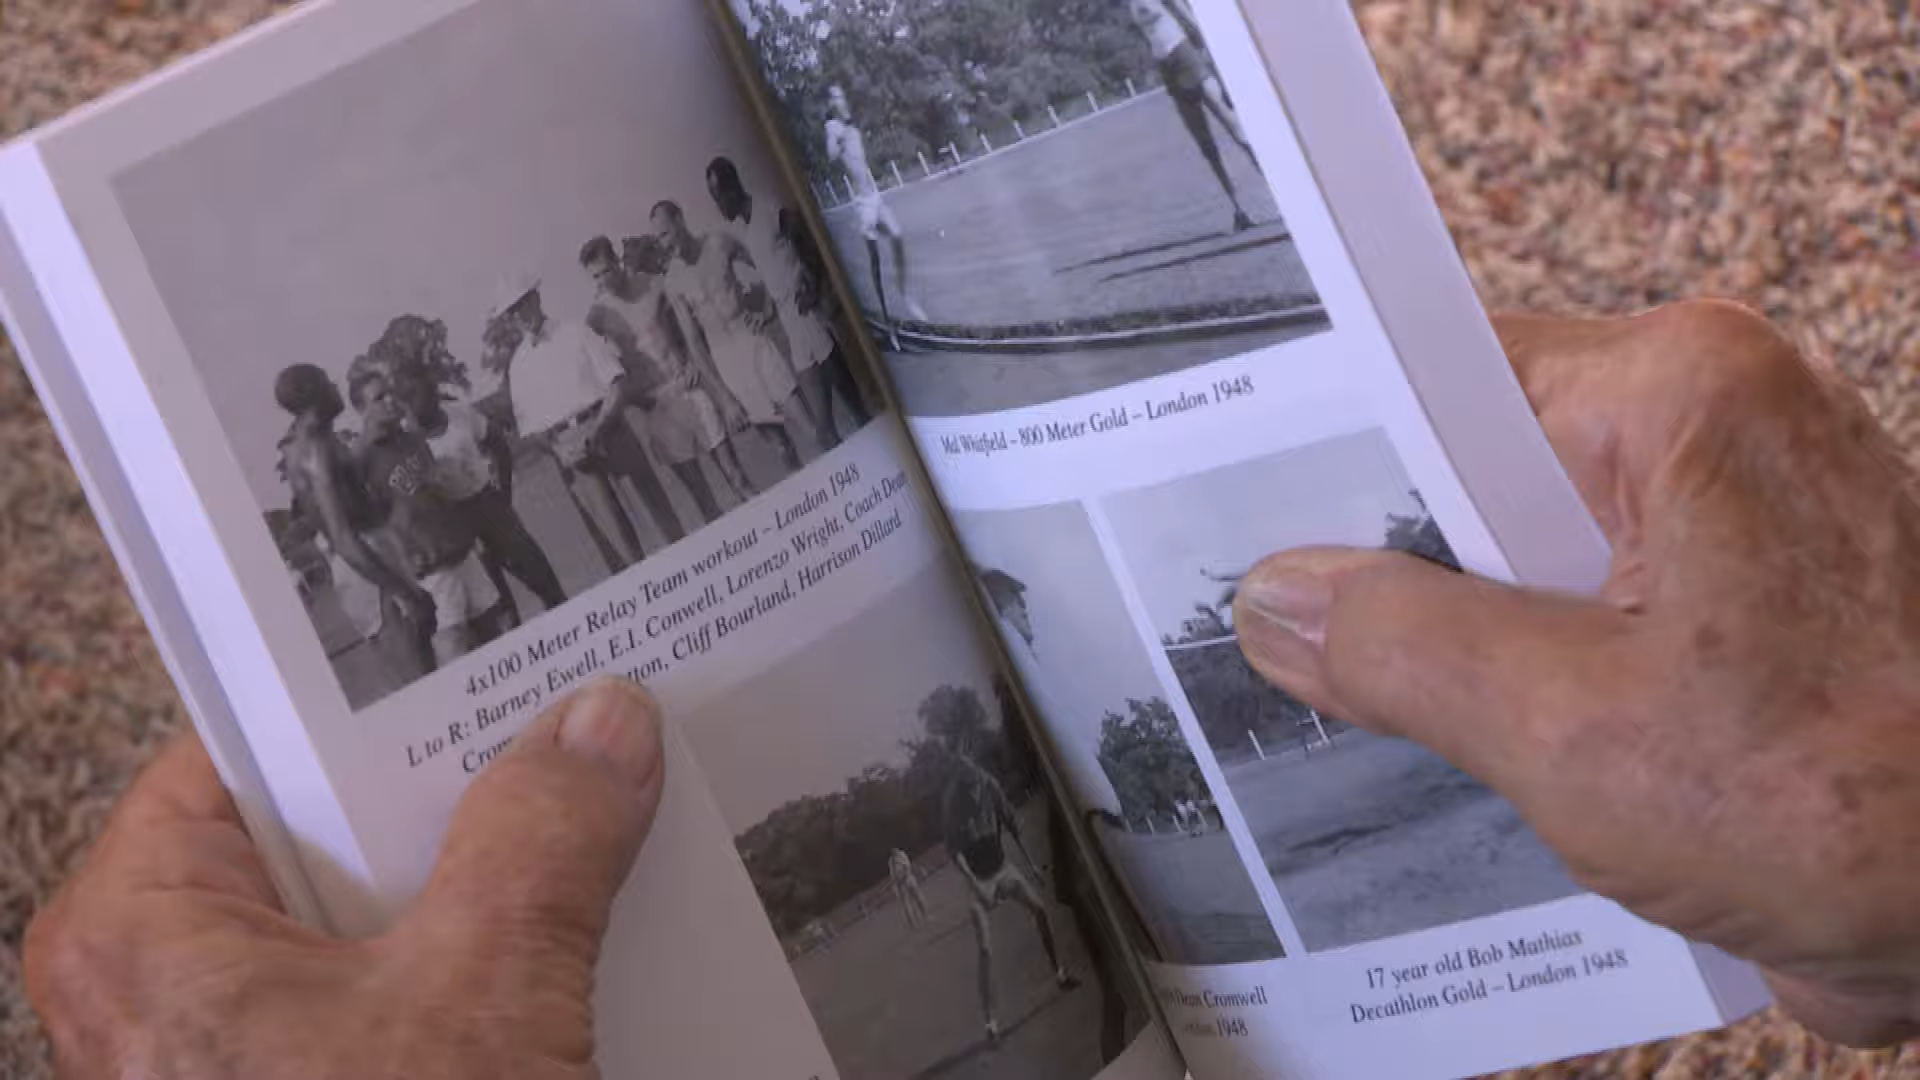 4x100 Meter Relay Team workout – London 1948
L to R: Barney Ewell, E.J. Conwell, Lorenzo Wright, Coach Dean
Cliff Bourland, Harrison Dillard
Mal Whitfield – 800 Meter Gold – London 1948
Dean Cromwell
1948
17 year old Bob Mathias
Decathlon Gold – London 1948